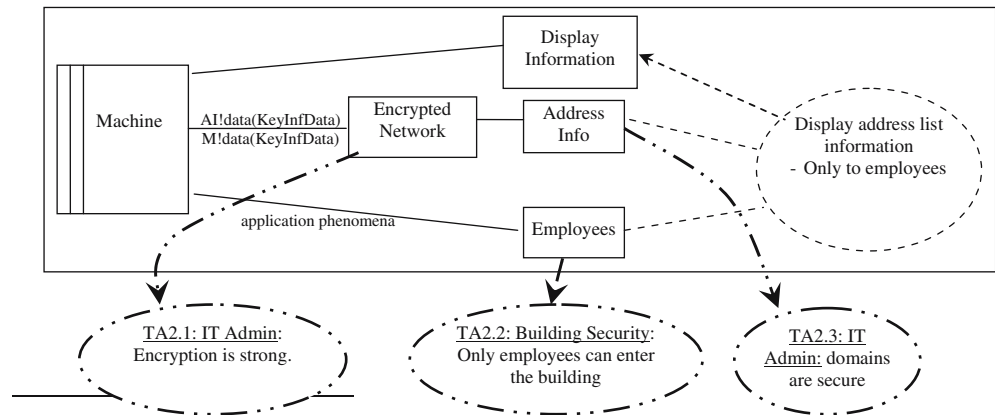 Display
Information
Machine
AI!data(KeyInfData)
M!data(KeyInfData)
Encrypted
Network
Address
Info
Display address list
information
- Only to employees
application phenomena
Employees
TA2.1: IT Admin:
Encryption is strong.
TA2.2: Building Security:
Only employees can enter
the building
TA2.3: IT
Admin: domains
are secure